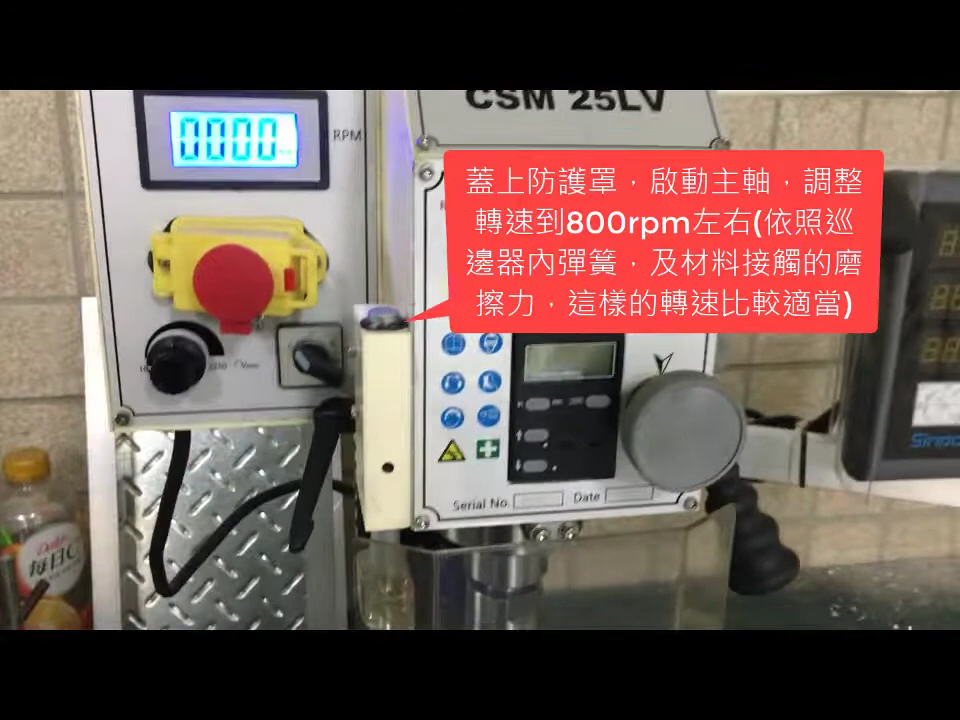 CSM 25LV
0000
RPM
蓋上防護罩，啟動主軸，調整
轉速到800rpm左右(依照巡
邊器內彈簧，及材料接觸的磨
擦力，這樣的轉速比較適當)
Serial No.
Date
每日C